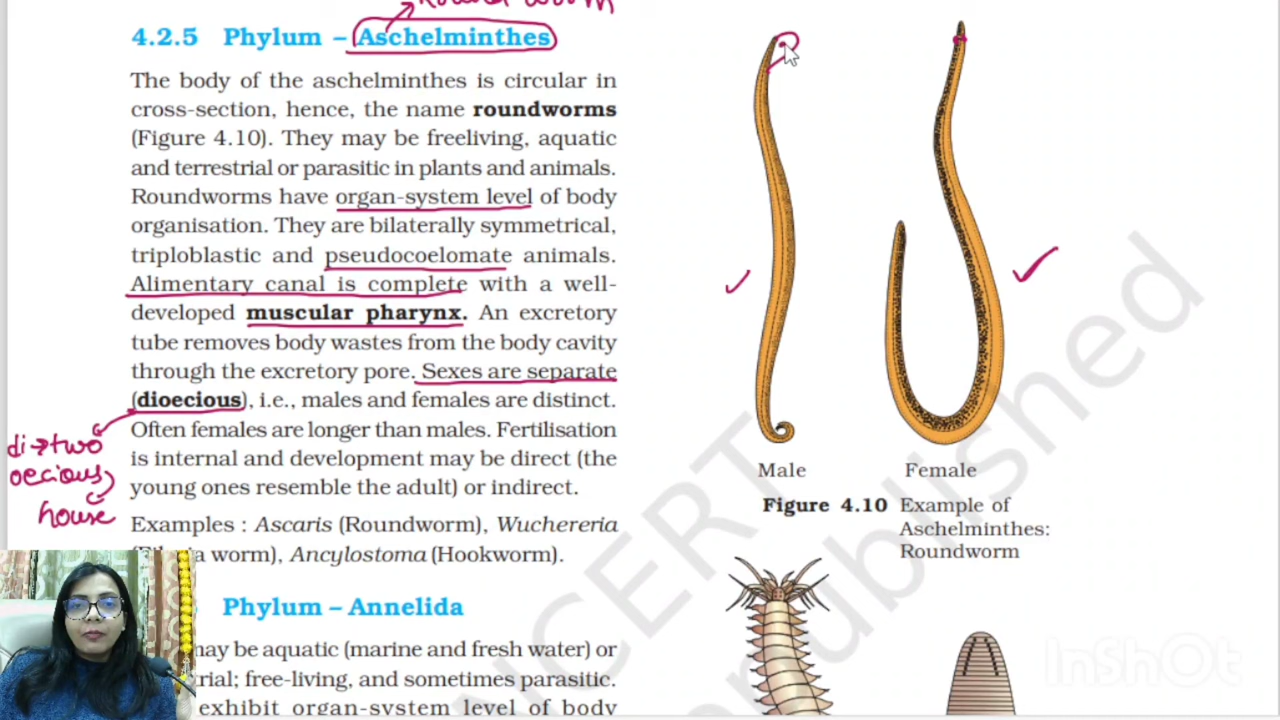 Round worm
4.2.5 Phylum – Aschelminthes
The body of the aschelminthes is circular in
cross-section, hence, the name roundworms
(Figure 4.10). They may be freeliving, aquatic
and terrestrial or parasitic in plants and animals.
Roundworms have organ-system level of body
organisation. They are bilaterally symmetrical,
triploblastic and pseudocoelomate animals.
Alimentary canal is complete with a well-
developed muscular pharynx. An excretory
tube removes body wastes from the body cavity
through the excretory pore. Sexes are separate
(dioecious), i.e., males and females are distinct.
Often females are longer than males. Fertilisation
is internal and development may be direct (the
young ones resemble the adult) or indirect.
di→two
oecious
house
Examples : Ascaris (Roundworm), Wuchereria
worm), Ancylostoma (Hookworm).
Phylum – Annelida
may be aquatic (marine and fresh water) or
trial; free-living, and sometimes parasitic.
exhibit organ-system level of body
Male
Female
Figure 4.10 Example of
Aschelminthes:
Roundworm
NCERT
republished
InShOt